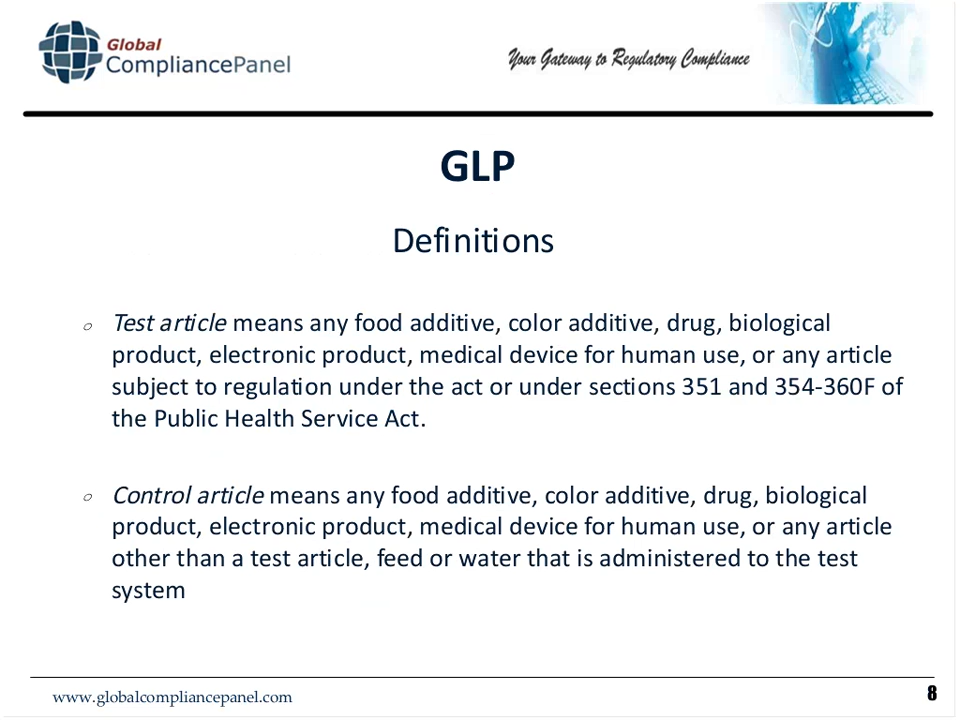 Global
CompliancePanel
Your Gateway to Regulatory Compliance
GLP
Definitions
Test article means any food additive, color additive, drug, biological
product, electronic product, medical device for human use, or any article
subject to regulation under the act or under sections 351 and 354-360F of
the Public Health Service Act.
Control article means any food additive, color additive, drug, biological
product, electronic product, medical device for human use, or any article
other than a test article, feed or water that is administered to the test
system
www.globalcompliancepanel.com
8